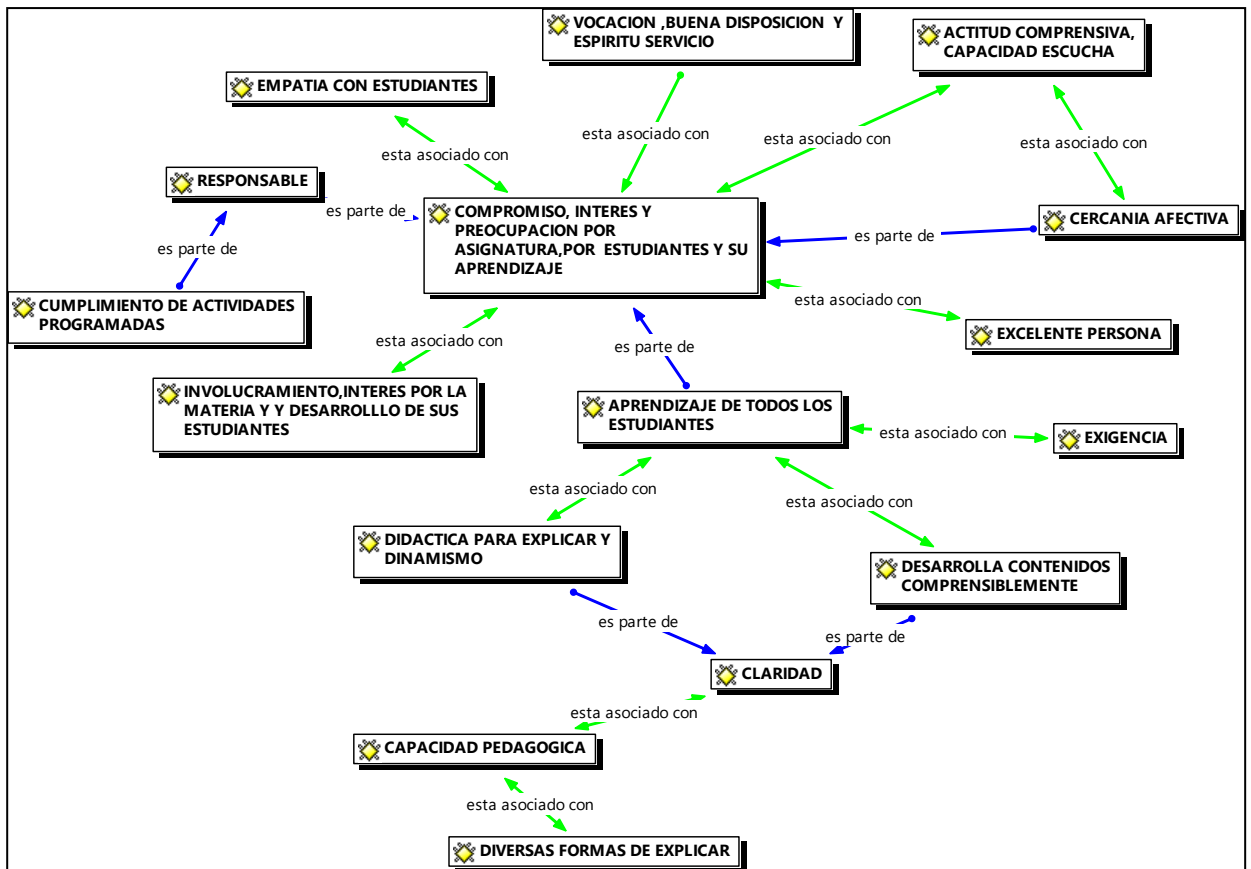 VOCACION ,BUENA DISPOSICION Y
ESPIRITU SERVICIO
ACTITUD COMPRENSIVA,
CAPACIDAD ESCUCHA
EMPATIA CON ESTUDIANTES
esta asociado con
esta asociado con
esta asociado con
esta asociado con
RESPONSABLE
es parte de
COMPROMISO, INTERES Y
PREOCUPACION POR
ASIGNATURA,POR ESTUDIANTES Y SU
APRENDIZAJE
CERCANIA AFECTIVA
es parte de
es parte de
CUMPLIMIENTO DE ACTIVIDADES
PROGRAMADAS
esta asociado con
EXCELENTE PERSONA
esta asociado con
es parte de
INVOLUCRAMIENTO,INTERES POR LA
MATERIA Y Y DESARROLLLO DE SUS
ESTUDIANTES
APRENDIZAJE DE TODOS LOS
ESTUDIANTES
esta asociado con
EXIGENCIA
esta asociado con
esta asociado con
DIDACTICA PARA EXPLICAR Y
DINAMISMO
DESARROLLA CONTENIDOS
COMPRENSIBLEMENTE
es parte de
es parte de
CLARIDAD
esta asociado con
CAPACIDAD PEDAGOGICA
esta asociado con
DIVERSAS FORMAS DE EXPLICAR